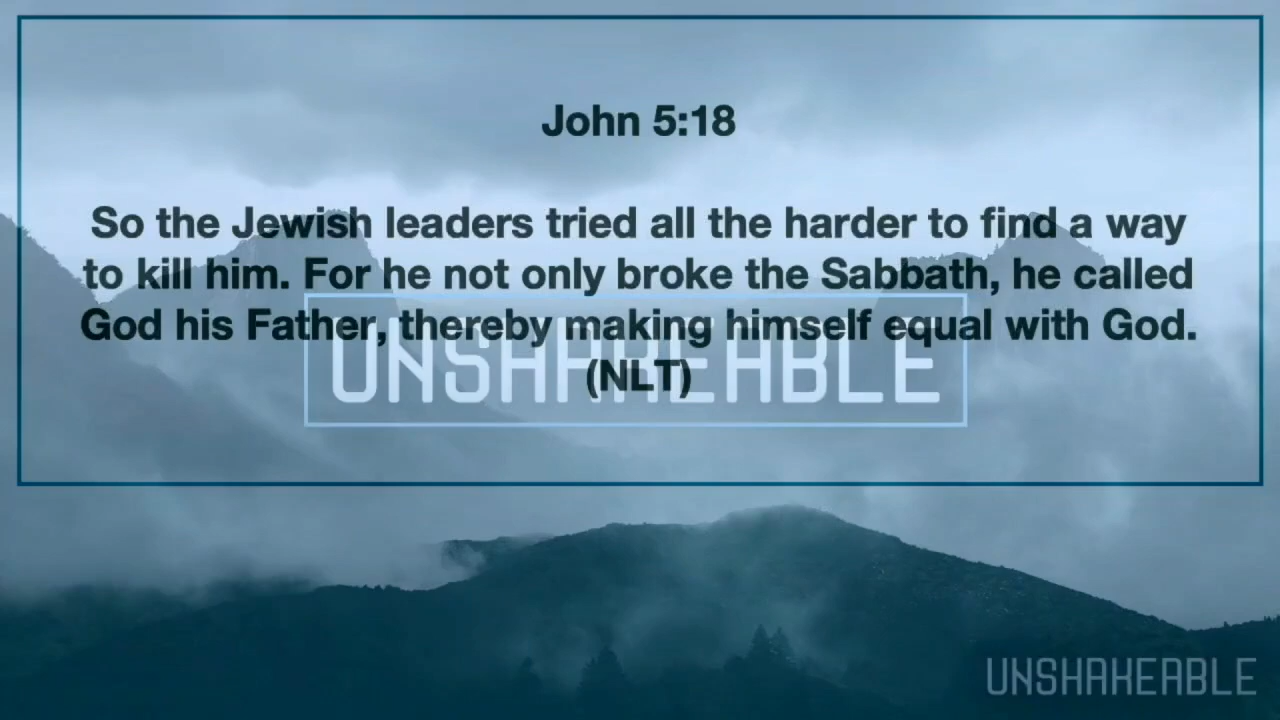 John 5:18
So the Jewish leaders tried all the harder to find a way
to kill him. For he not only broke the Sabbath, he called
God his Father, thereby making himself equal with God.
(NLT)
UNSHAKEABLE
UNSHAKEABLE